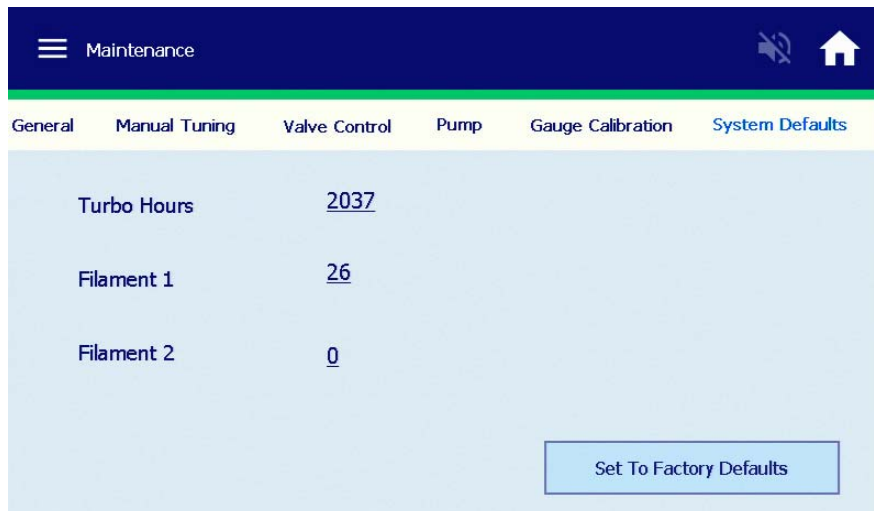 Maintenance
General Manual Tuning Valve Control Pump Gauge Calibration System Defaults
Turbo Hours 2037
Filament 1 26
Filament 2 0
Set To Factory Defaults